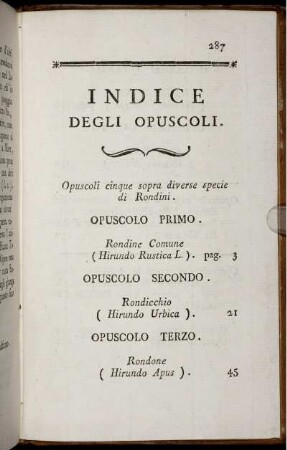 287
INDICE
DEGLI OPUSCOLI.
Opuscoli cinque sopra diverse specie
di Rondini.
OPUSCOLO PRIMO.
Rondine Comune
( Hirundo Rustica L ). pag. 3
OPUSCOLO SECONDO.
Rondicchio
( Hirundo Urbica ). 21
OPUSCOLO TERZO.
Rondone
( Hirundo Apus ). 45